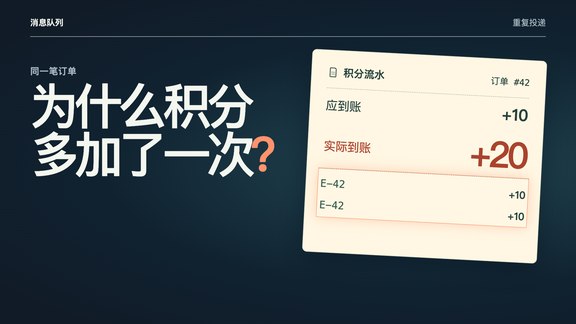 消息队列
重复投递
同一笔订单
为什么积分
多加了一次?
积分流水
订单 #42
应到账
+10
实际到账
+20
E-42
+10
E-42
+10